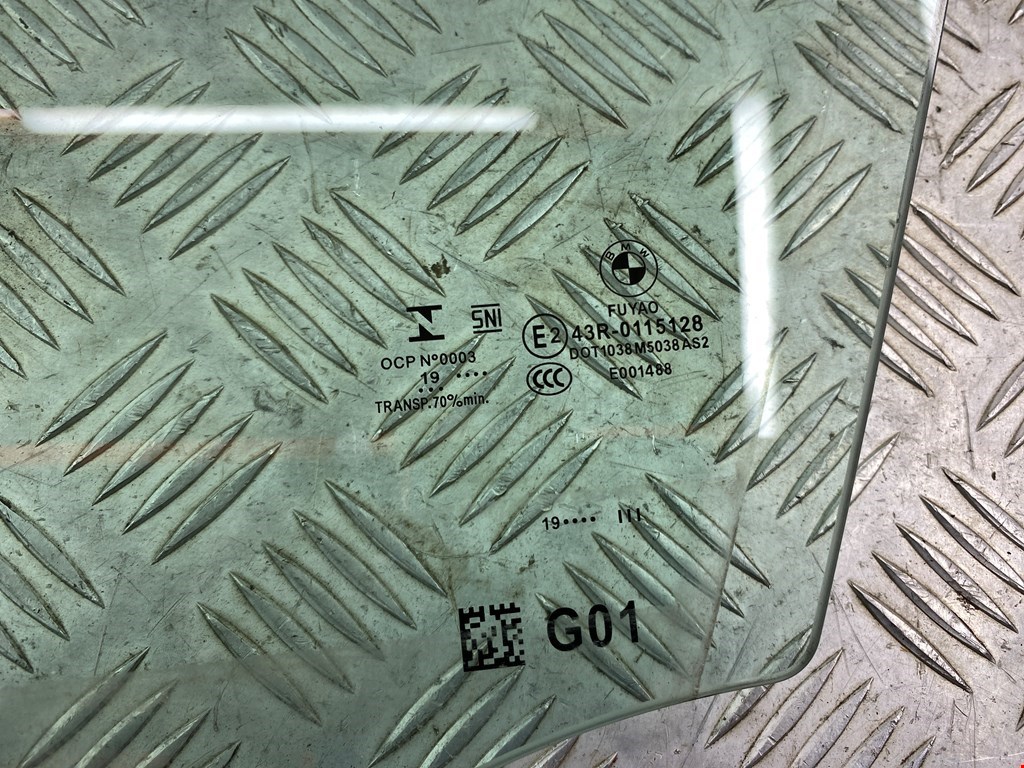 BMW
FUYAO
E2 43R-0115128
DOT1038 M5038 AS2
CCC E001488
SNI
OCP Nº0003
19 ••••
TRANSP.70%min.
19•••• III
G01